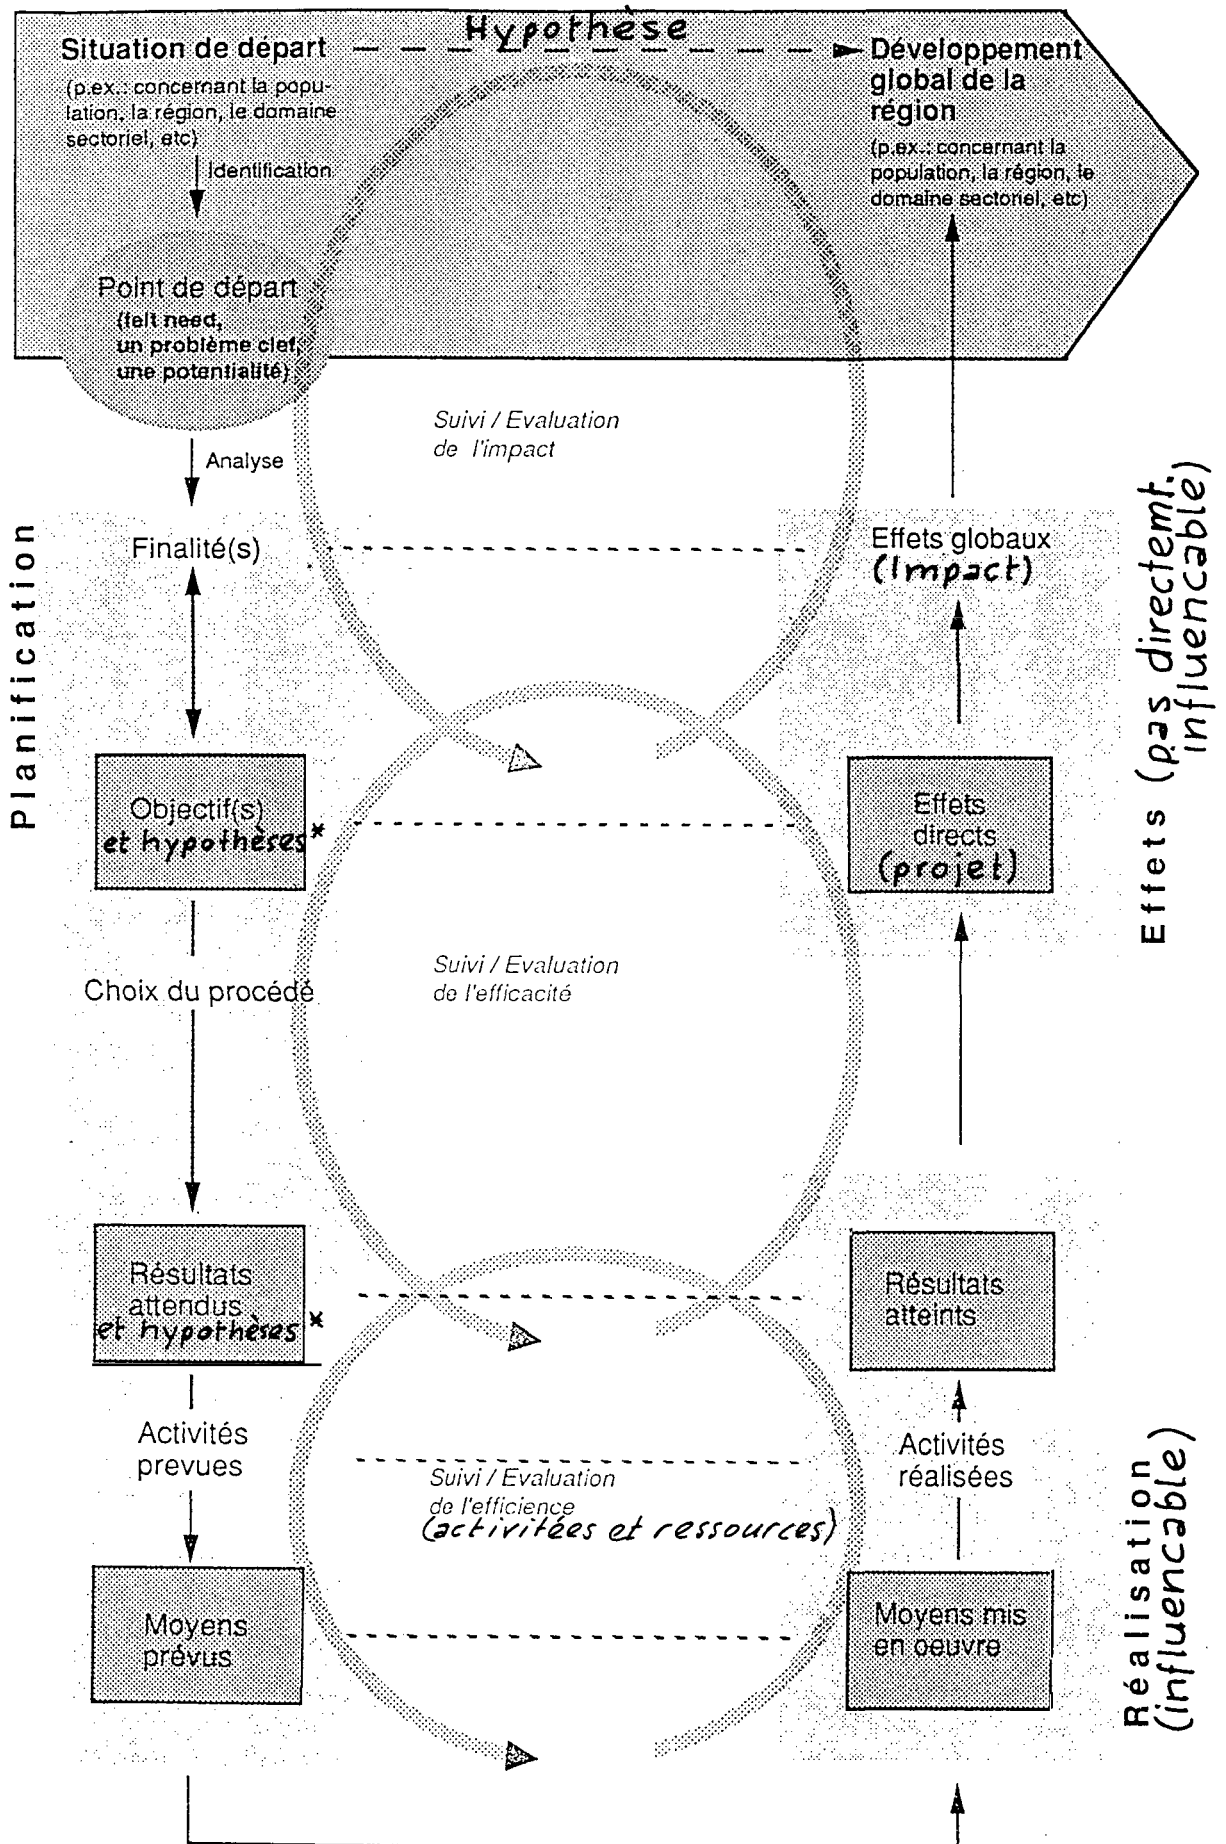 Hypothèse
Situation de départ
(p.ex.: concernant la popu-
lation, la région, le domaine
sectoriel, etc)
Identification
Développement
global de la
région
(p.ex.: concernant la
population, la région, le
domaine sectoriel, etc)
Point de départ
(felt need,
un problème clef,
une potentialité)
Analyse
Suivi / Evaluation
de l'impact
Planification
Finalité(s)
Effets globaux
(Impact)
Effets (pas directemt.
influencable)
Objectif(s)
et hypothèses *
Effets
directs
(projet)
Choix du procédé
Suivi / Evaluation
de l'efficacité
Résultats
attendus
et hypothèses *
Résultats
atteints
Activités
prevues
Suivi / Evaluation
de l'efficience
(activitées et ressources)
Activités
réalisées
Réalisation
(influencable)
Moyens
prévus
Moyens mis
en oeuvre